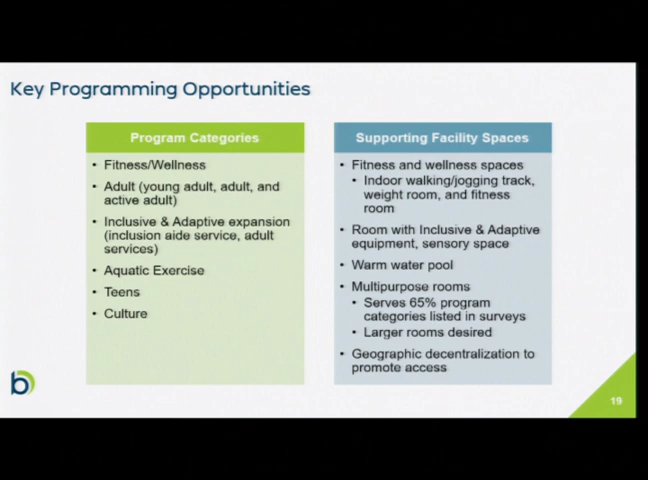 Key Programming Opportunities
Program Categories
• Fitness/Wellness
• Adult (young adult, adult, and
active adult)
• Inclusive & Adaptive expansion
(inclusion aide service, adult
services)
• Aquatic Exercise
• Teens
• Culture
Supporting Facility Spaces
• Fitness and wellness spaces
• Indoor walking/jogging track,
weight room, and fitness
room
• Room with Inclusive & Adaptive
equipment, sensory space
• Warm water pool
• Multipurpose rooms
• Serves 65% program
categories listed in surveys
• Larger rooms desired
• Geographic decentralization to
promote access
b
19